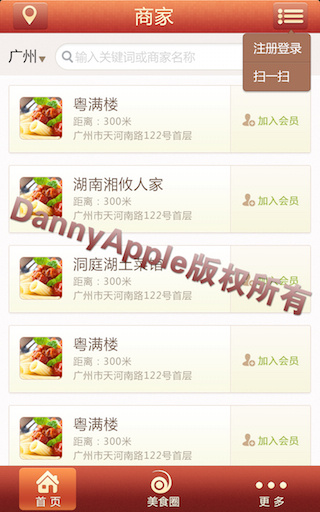 商家
注册登录
扫一扫
广州
输入关键词或商家名称
粤满楼
距离：300米
广州市天河南路122号首层
加入会员
湖南湘攸人家
距离：300米
广州市天河南路122号首层
加入会员
DannyApple版权所有
洞庭湖土菜馆
距离：300米
广州市天河南路122号首层
加入会员
粤满楼
距离：300米
广州市天河南路122号首层
加入会员
粤满楼
距离：300米
广州市天河南路122号首层
加入会员
首页
美食圈
更多